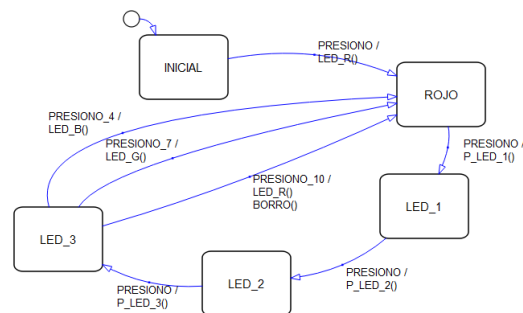 PRESIONO /
LED_R()
INICIAL
ROJO
PRESIONO_4 /
LED_B()
PRESIONO_7 /
LED_G()
PRESIONO /
P_LED_1()
PRESIONO_10 /
LED_R()
BORRO()
LED_1
LED_3
LED_2
PRESIONO /
P_LED_2()
PRESIONO /
P_LED_3()